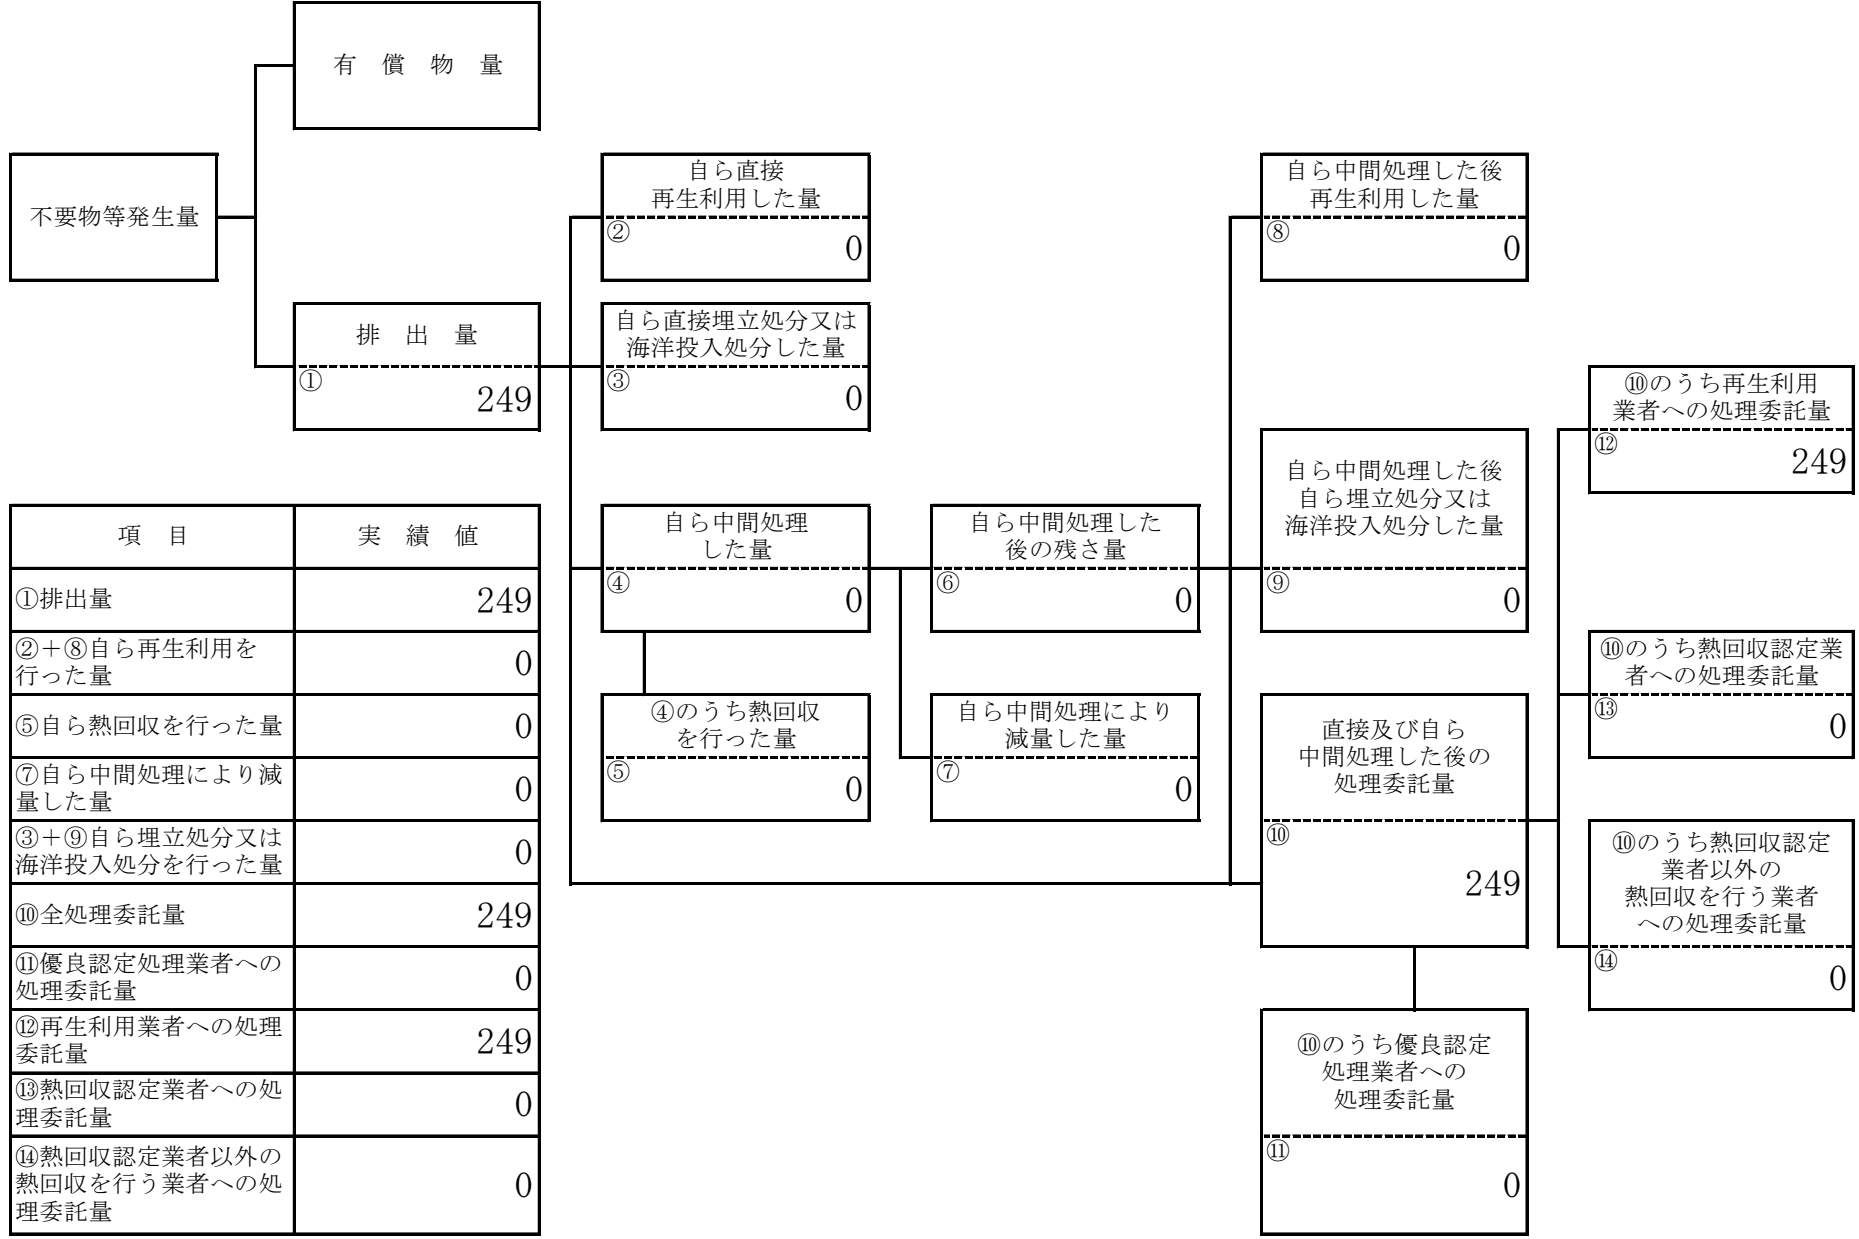 有　償　物　量
不要物等発生量
排　出　量
①
249
自ら直接
再生利用した量
②
0
自ら直接埋立処分又は
海洋投入処分した量
③
0
自ら中間処理
した量
④
0
④のうち熱回収
を行った量
⑤
0
自ら中間処理した
後の残さ量
⑥
0
自ら中間処理により
減量した量
⑦
0
自ら中間処理した後
再生利用した量
⑧
0
自ら中間処理した後
自ら埋立処分又は
海洋投入処分した量
⑨
0
直接及び自ら
中間処理した後の
処理委託量
⑩
249
⑩のうち優良認定
処理業者への
処理委託量
⑪
0
⑩のうち再生利用
業者への処理委託量
⑫
249
⑩のうち熱回収認定業
者への処理委託量
⑬
0
⑩のうち熱回収認定
業者以外の
熱回収を行う業者
への処理委託量
⑭
0
項　目　実　績　値
①排出量　249
②＋⑧自ら再生利用を
行った量
0
⑤自ら熱回収を行った量　0
⑦自ら中間処理により減
量した量
0
③＋⑨自ら埋立処分又は
海洋投入処分を行った量
0
⑩全処理委託量　249
⑪優良認定処理業者への
処理委託量
0
⑫再生利用業者への処理
委託量
249
⑬熱回収認定業者への処
理委託量
0
⑭熱回収認定業者以外の
熱回収を行う業者への処
理委託量
0